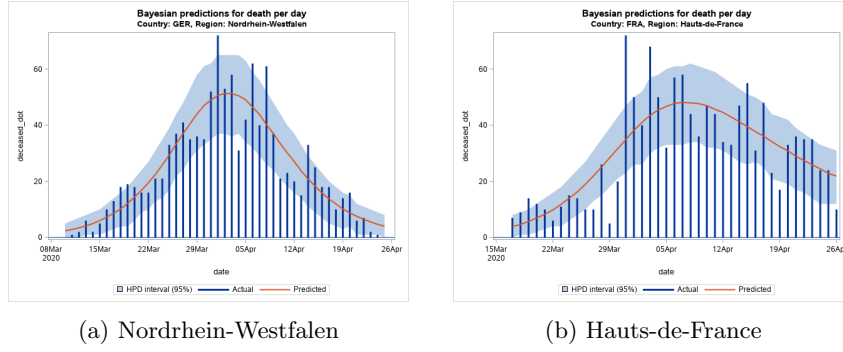 Bayesian predictions for death per day
Country: GER, Region: Nordrhein-Westfalen
60
40
20
0
deceased_dbt
08Mar 2020
15Mar
22Mar
29Mar
05Apr
12Apr
19Apr
26Apr
date
HPD interval (95%) Actual Predicted
(a) Nordrhein-Westfalen
Bayesian predictions for death per day
Country: FRA, Region: Hauts-de-France
60
40
20
0
deceased_dbt
15Mar 2020
22Mar
29Mar
05Apr
12Apr
19Apr
26Apr
date
HPD interval (95%) Actual Predicted
(b) Hauts-de-France